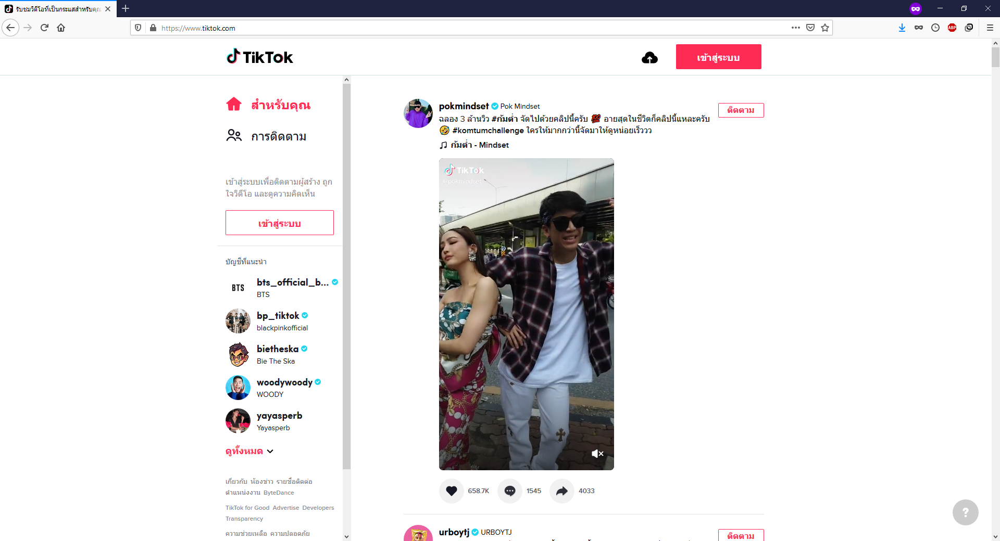 รับชมวิดีโอที่เป็นกระแสสำหรับคุณ
https://www.tiktok.com
ABP
TikTok
เข้าสู่ระบบ
สำหรับคุณ
การติดตาม
เข้าสู่ระบบเพื่อติดตามผู้สร้าง ถูก
ใจวิดีโอ และดูความคิดเห็น
เข้าสู่ระบบ
บัญชีที่แนะนำ
BTS
bts_official_b...
BTS
bp_tiktok
blackpinkofficial
bietheska
Bie The Ska
woodywoody
WOODY
yayasperb
Yayasperb
ดูทั้งหมด
เกี่ยวกับ ห้องข่าว รายชื่อติดต่อ
ตำแหน่งงาน ByteDance
TikTok for Good Advertise Developers
Transparency
ความช่วยเหลือ ความปลอดภัย
pokmindset Pok Mindset
ติดตาม
ฉลอง 3 ล้านวิว #ก้มต่ำ จัดไปด้วยคลิปนี้ครับ 💯 อายสุดในชีวิตก็คลิปนี้แหละครับ
🤣 #komtumchallenge ใครให้มากกว่านี้จัดมาให้ดูหน่อยเร็ววว
ก้มต่ำ - Mindset
TikTok
@pokmindset
658.7K
1545
4033
urboytj URBOYTJ
ติดตาม
?